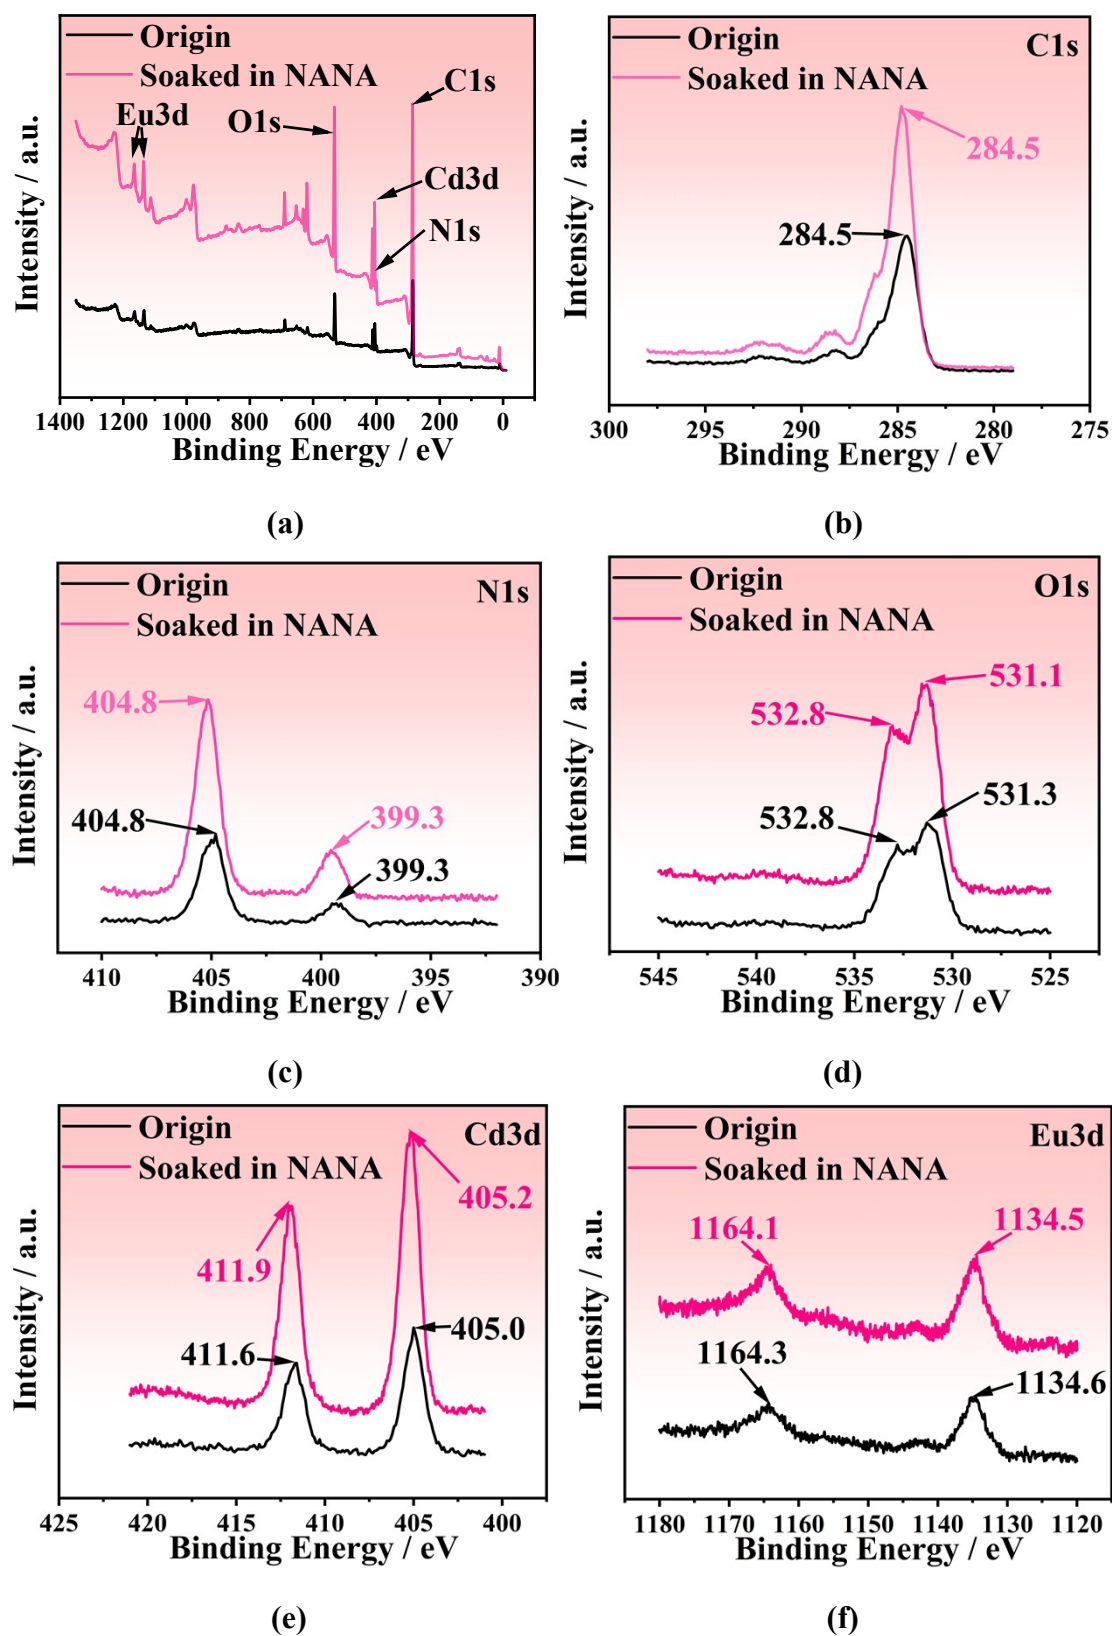 Origin
Soaked in NANA
Eu3d
O1s
C1s
Cd3d
N1s
Intensity / a.u.
1400 1200 1000 800 600 400 200 0
Binding Energy / eV
(a)
Origin
Soaked in NANA
C1s
284.5
284.5
Intensity / a.u.
300 295 290 285 280 275
Binding Energy / eV
(b)
Origin
Soaked in NANA
N1s
404.8
404.8
399.3
399.3
Intensity / a.u.
410 405 400 395 390
Binding Energy / eV
(c)
Origin
Soaked in NANA
O1s
531.1
532.8
532.8
531.3
Intensity / a.u.
545 540 535 530 525
Binding Energy / eV
(d)
Origin
Soaked in NANA
Cd3d
405.2
411.9
411.6
405.0
Intensity / a.u.
425 420 415 410 405 400
Binding Energy / eV
(e)
Origin
Soaked in NANA
Eu3d
1164.1
1134.5
1164.3
1134.6
Intensity / a.u.
1180 1170 1160 1150 1140 1130 1120
Binding Energy / eV
(f)